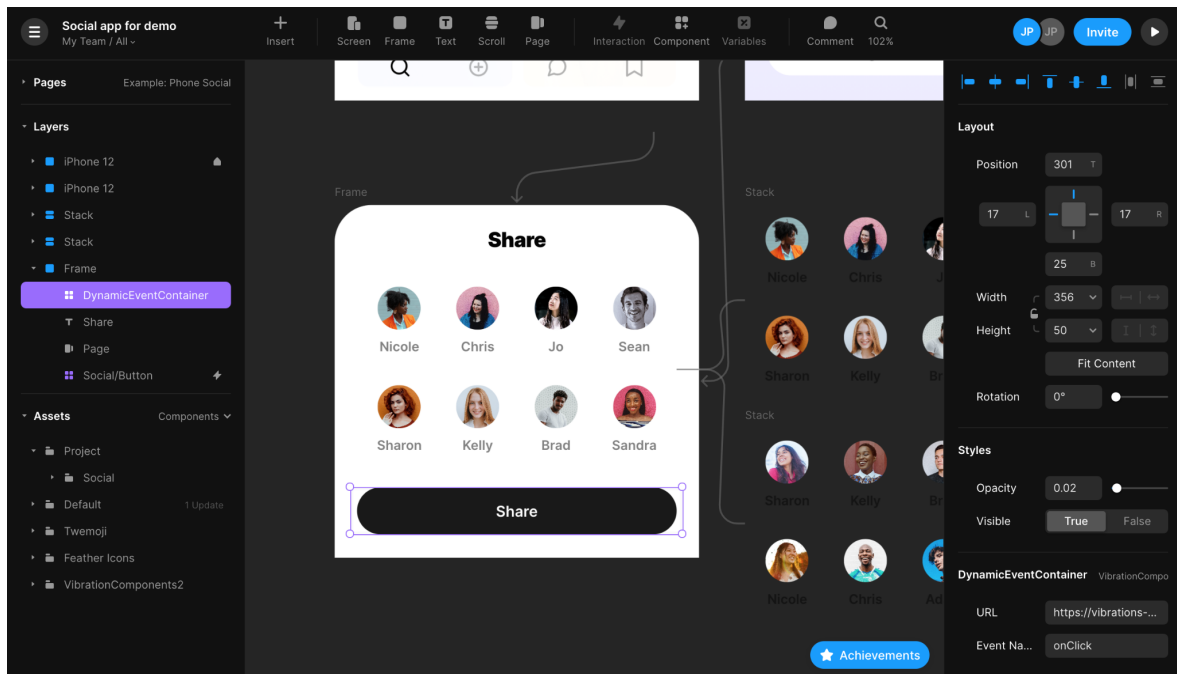 Social app for demo
My Team / All
Insert
Screen
Frame
Text
Scroll
Page
Interaction
Component
Variables
Comment
102%
JP
JP
Invite
Pages
Example: Phone Social
Layers
iPhone 12
iPhone 12
Stack
Stack
Frame
DynamicEventContainer
Share
Page
Social/Button
Assets
Components
Project
Social
Default
1 Update
Twemoji
Feather Icons
VibrationComponents2
Frame
Share
Nicole
Chris
Jo
Sean
Sharon
Kelly
Brad
Sandra
Share
Stack
Nicole
Chris
J
Sharon
Kelly
Br
Stack
Sharon
Kelly
Br
Nicole
Chris
Ad
Achievements
Layout
Position
301 T
17 L
17 R
25 B
Width
356
Height
50
Fit Content
Rotation
0°
Styles
Opacity
0.02
Visible
True
False
DynamicEventContainer
VibrationCompo
URL
https://vibrations-...
Event Na...
onClick